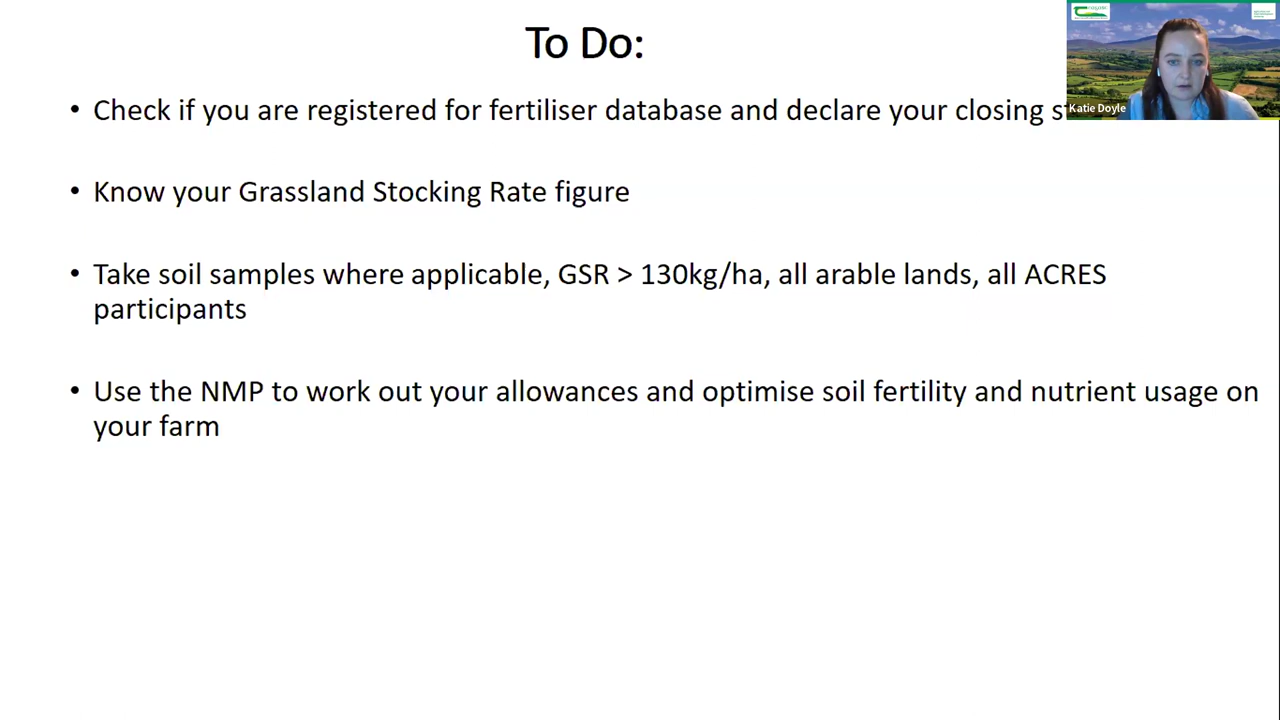 To Do:
• Check if you are registered for fertiliser database and declare your closing
Katie Doyle
• Know your Grassland Stocking Rate figure
• Take soil samples where applicable, GSR > 130kg/ha, all arable lands, all ACRES
participants
• Use the NMP to work out your allowances and optimise soil fertility and nutrient usage on
your farm